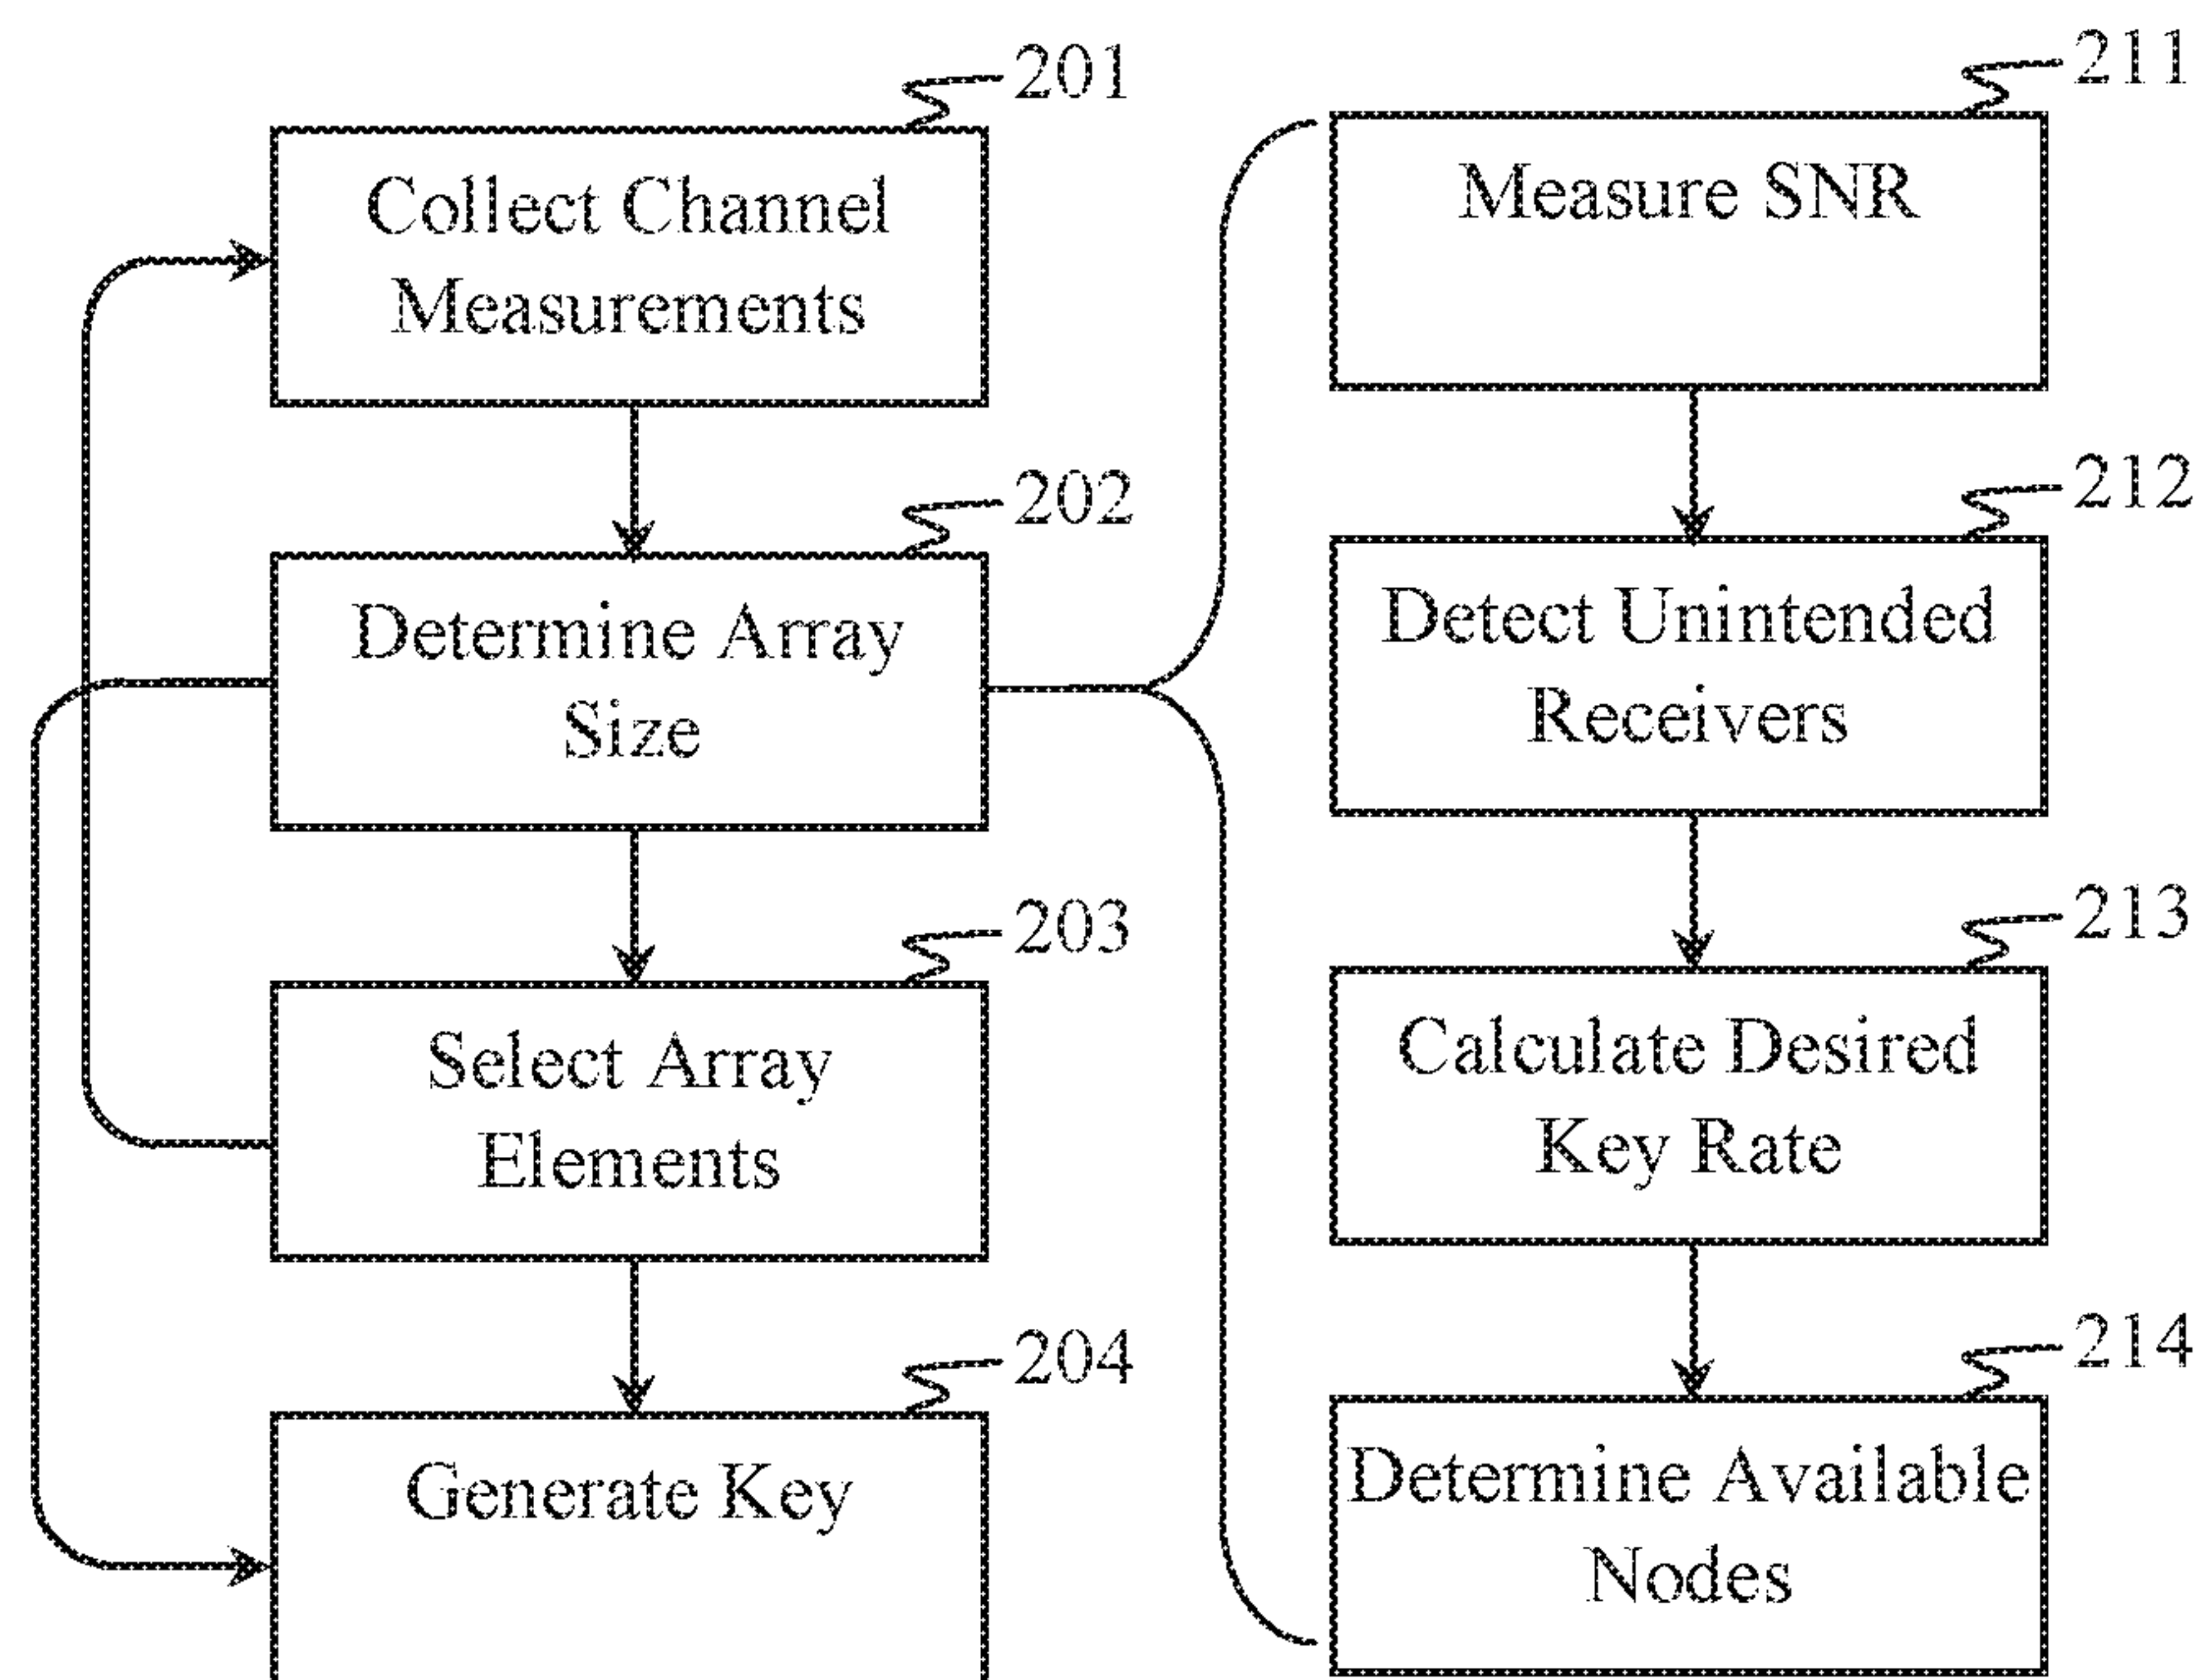 201
Collect Channel
Measurements
202
Determine Array
Size
203
Select Array
Elements
204
Generate Key
211
Measure SNR
212
Detect Unintended
Receivers
213
Calculate Desired
Key Rate
214
Determine Available
Nodes